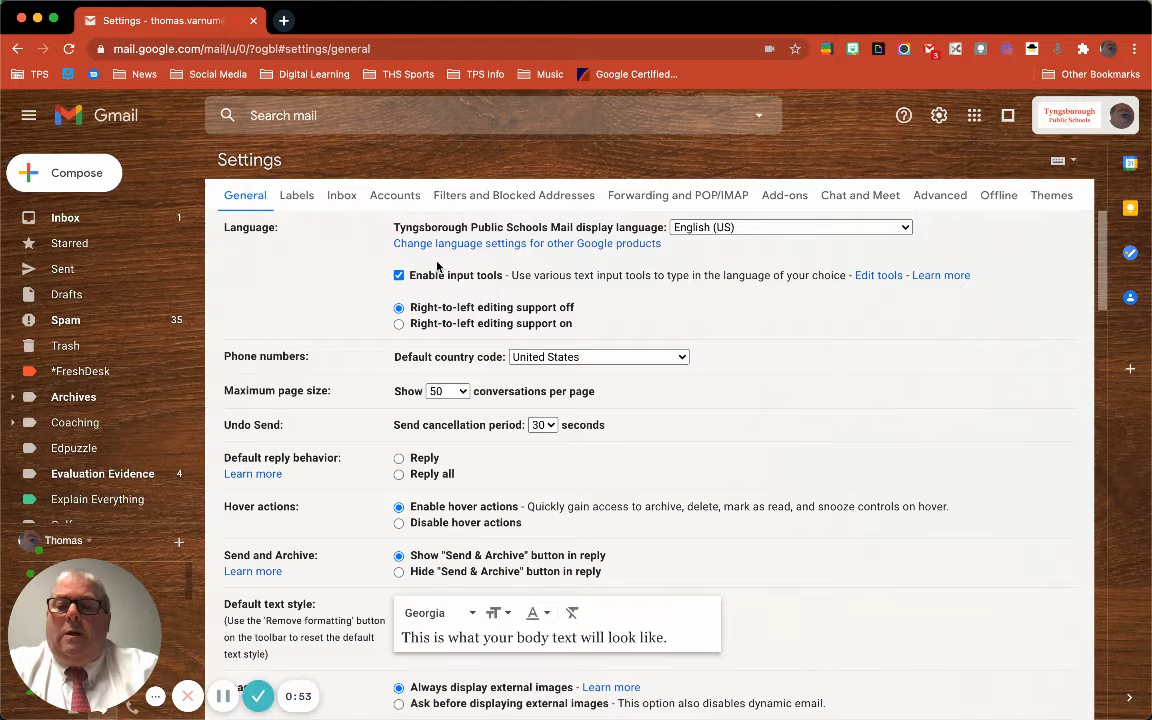 Settings - thomas.varnum
mail.google.com/mail/u/0/?ogbl#settings/general
3
TPS
News
Social Media
Digital Learning
THS Sports
TPS Info
Music
Google Certified...
Other Bookmarks
Gmail
Search mail
Tyngsborough
Public Schools
Settings
Compose
General
Labels
Inbox
Accounts
Filters and Blocked Addresses
Forwarding and POP/IMAP
Add-ons
Chat and Meet
Advanced
Offline
Themes
Inbox 1
Starred
Sent
Drafts
Spam 35
Trash
*FreshDesk
Archives
Coaching
Edpuzzle
Evaluation Evidence 4
Explain Everything
Thomas
Language:
Tyngsborough Public Schools Mail display language: English (US)
Change language settings for other Google products
Enable input tools - Use various text input tools to type in the language of your choice - Edit tools - Learn more
Right-to-left editing support off
Right-to-left editing support on
Phone numbers:
Default country code: United States
Maximum page size:
Show 50 conversations per page
Undo Send:
Send cancellation period: 30 seconds
Default reply behavior:
Learn more
Reply
Reply all
Hover actions:
Enable hover actions - Quickly gain access to archive, delete, mark as read, and snooze controls on hover.
Disable hover actions
Send and Archive:
Learn more
Show "Send & Archive" button in reply
Hide "Send & Archive" button in reply
Default text style:
(Use the 'Remove formatting' button
on the toolbar to reset the default
text style)
Georgia
This is what your body text will look like.
Always display external images - Learn more
Ask before displaying external images - This option also disables dynamic email.
0:53